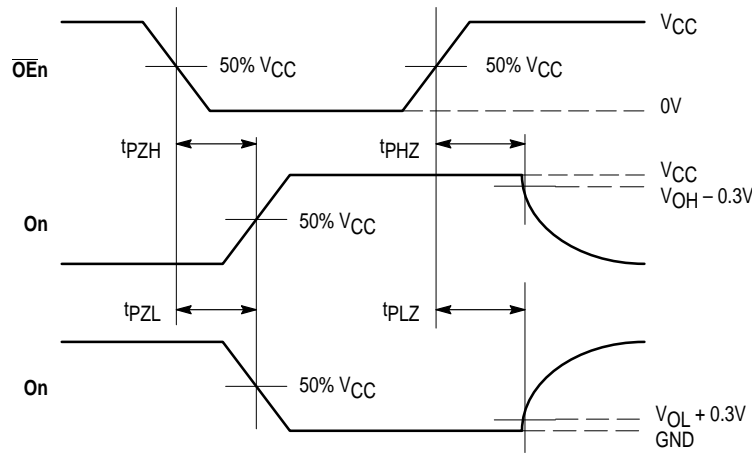 VCC
OEn
50% VCC
50% VCC
0V
tPZH
tPHZ
VCC
VOH – 0.3V
On
50% VCC
tPZL
tPLZ
On
50% VCC
VOL + 0.3V
GND